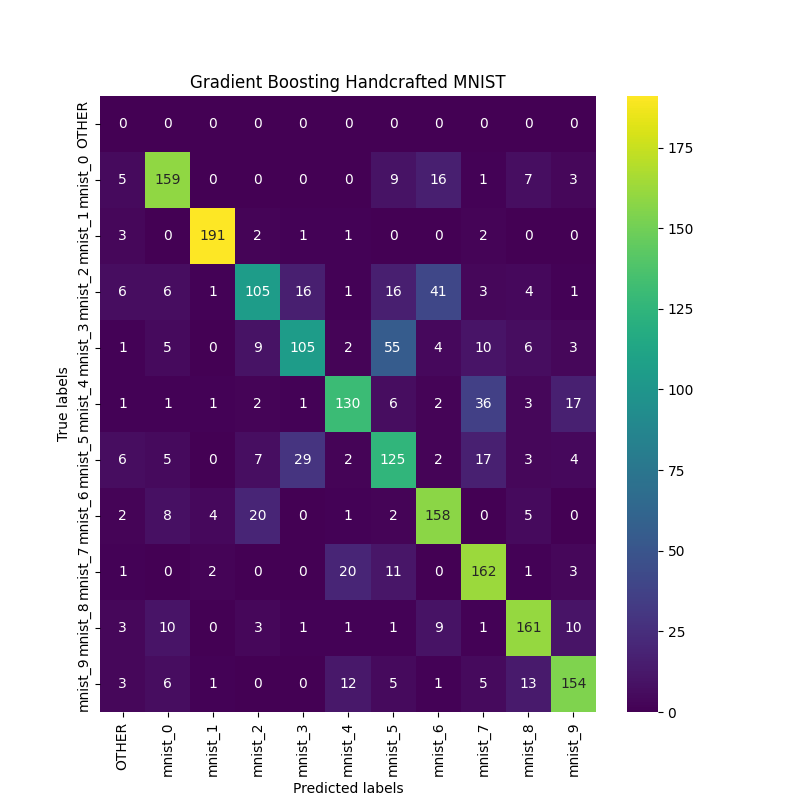 Gradient Boosting Handcrafted MNIST
OTHER 0 0 0 0 0 0 0 0 0 0 0
mnist_0 5 159 0 0 0 0 9 16 1 7 3
mnist_1 3 0 191 2 1 1 0 0 2 0 0
mnist_2 6 6 1 105 16 1 16 41 3 4 1
mnist_3 1 5 0 9 105 2 55 4 10 6 3
mnist_4 1 1 1 2 1 130 6 2 36 3 17
mnist_5 6 5 0 7 29 2 125 2 17 3 4
mnist_6 2 8 4 20 0 1 2 158 0 5 0
mnist_7 1 0 2 0 0 20 11 0 162 1 3
mnist_8 3 10 0 3 1 1 1 9 1 161 10
mnist_9 3 6 1 0 0 12 5 1 5 13 154
OTHER mnist_0 mnist_1 mnist_2 mnist_3 mnist_4 mnist_5 mnist_6 mnist_7 mnist_8 mnist_9
Predicted labels
True labels
175
150
125
100
75
50
25
0